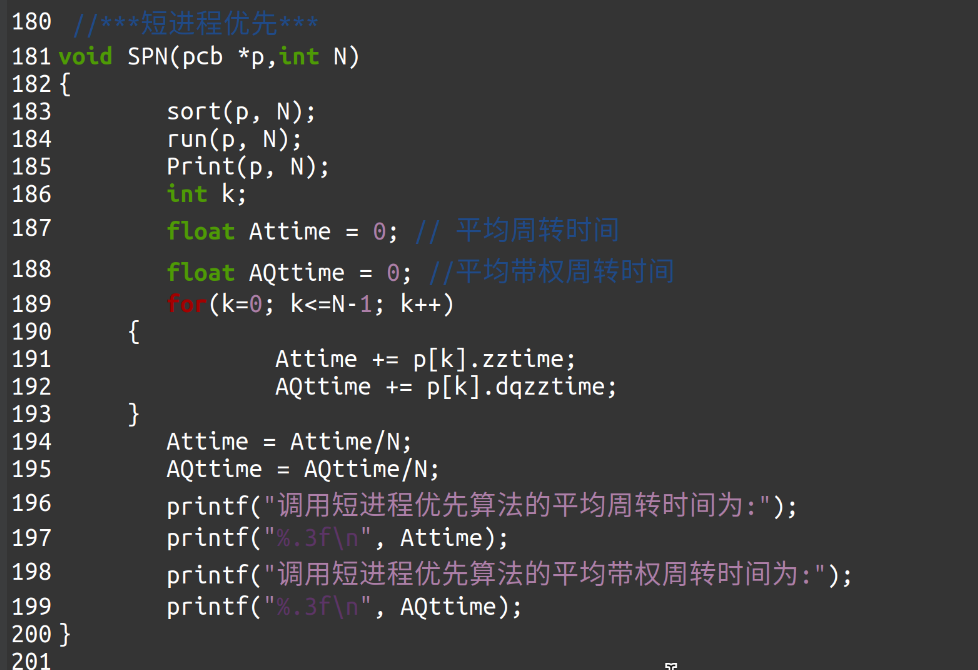 180 //***短进程优先***
181 void SPN(pcb *p,int N)
182 {
183 sort(p, N);
184 run(p, N);
185 Print(p, N);
186 int k;
187 float Attime = 0; // 平均周转时间
188 float AQttime = 0; //平均带权周转时间
189 for(k=0; k<=N-1; k++)
190 {
191 Attime += p[k].zztime;
192 AQttime += p[k].dqzztime;
193 }
194 Attime = Attime/N;
195 AQttime = AQttime/N;
196 printf("调用短进程优先算法的平均周转时间为:");
197 printf("%.3f\n", Attime);
198 printf("调用短进程优先算法的平均带权周转时间为:");
199 printf("%.3f\n", AQttime);
200 }
201